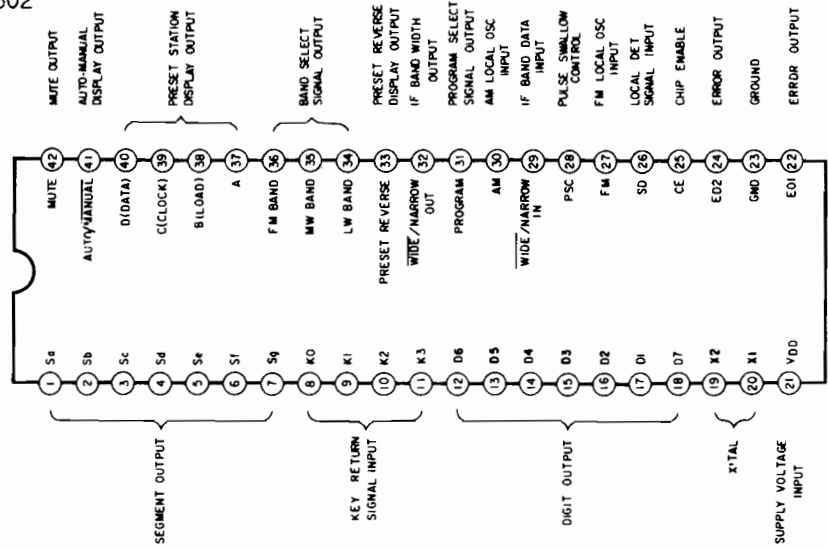 MUTE OUTPUT
AUTO-MANUAL
DISPLAY OUTPUT
PRESET STATION
DISPLAY OUTPUT
BAND SELECT
SIGNAL OUTPUT
PRESET REVERSE
DISPLAY OUTPUT
IF BAND WIDTH
OUTPUT
PROGRAM SELECT
SIGNAL OUTPUT
AM LOCAL OSC
INPUT
IF BAND DATA
INPUT
PULSE SWALLOW
CONTROL
FM LOCAL OSC
INPUT
LOCAL DET
SIGNAL INPUT
CHIP ENABLE
ERROR OUTPUT
GROUND
ERROR OUTPUT
42 41 40 39 38 37 36 35 34 33 32 31 30 29 28 27 26 25 24 23 22
MUTE
AUTO/MANUAL
D(DATA)
C(CLOCK)
B(LOAD)
A
FM BAND
MW BAND
LW BAND
PRESET REVERSE
WIDE/NARROW
OUT
PROGRAM
AM
WIDE/NARROW
IN
PSC
FM
SD
CE
EO2
GND
EO1
Sa
Sb
Sc
Sd
Se
Sf
Sg
K0
K1
K2
K3
D6
D5
D4
D3
D2
D1
D7
X2
X1
VDD
1 2 3 4 5 6 7 8 9 10 11 12 13 14 15 16 17 18 19 20 21
SEGMENT OUTPUT
KEY RETURN
SIGNAL INPUT
DIGIT OUTPUT
X'TAL
SUPPLY VOLTAGE
INPUT